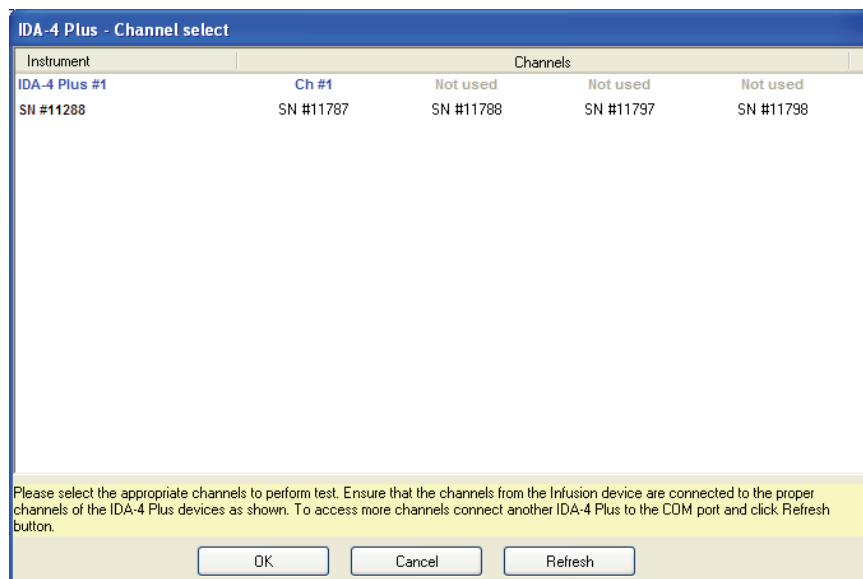 IDA-4 Plus - Channel select
Instrument Channels
IDA-4 Plus #1 Ch #1 Not used Not used Not used
SN #11288 SN #11787 SN #11788 SN #11797 SN #11798
Please select the appropriate channels to perform test. Ensure that the channels from the Infusion device are connected to the proper
channels of the IDA-4 Plus devices as shown. To access more channels connect another IDA-4 Plus to the COM port and click Refresh
button.
OK Cancel Refresh